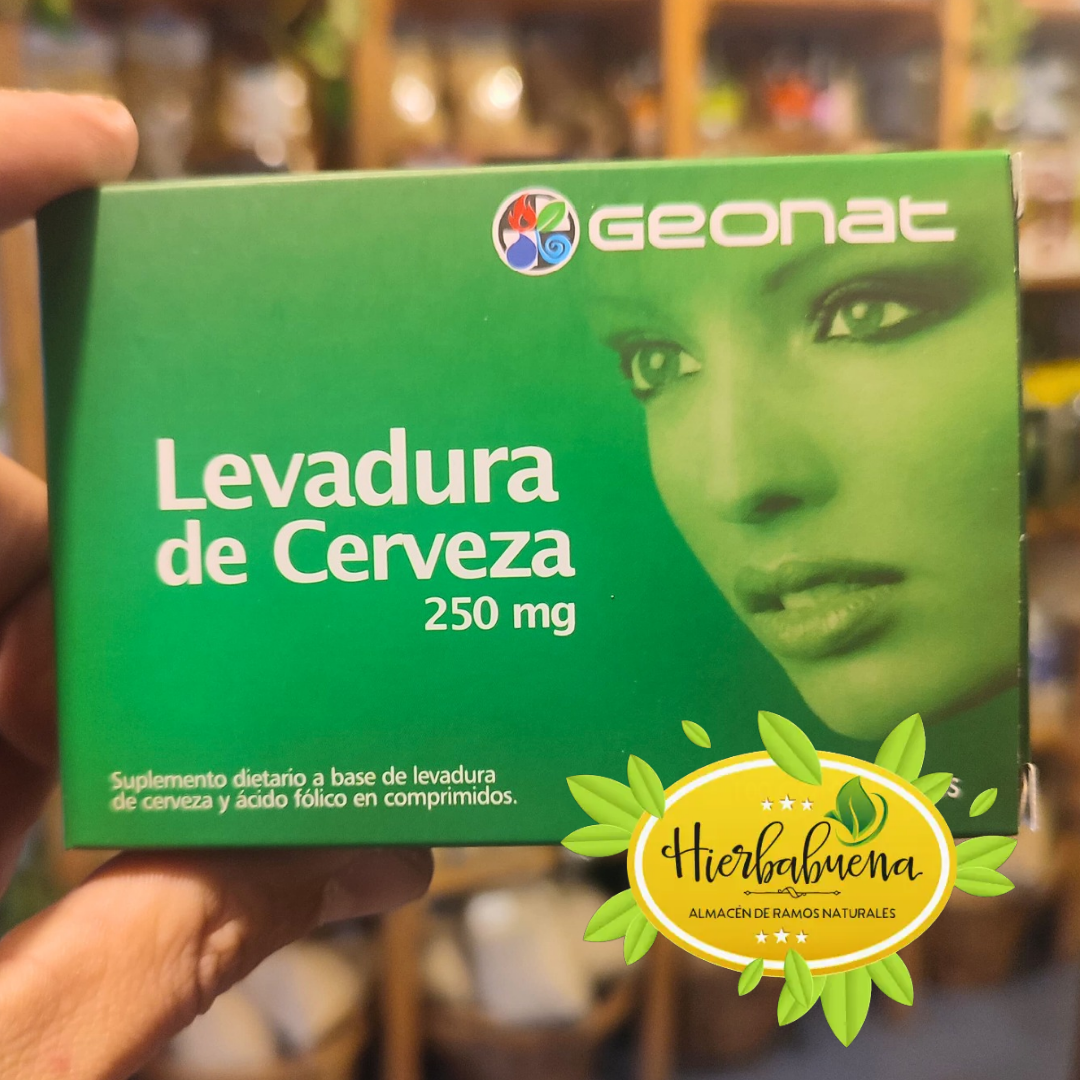 GEONAT
Levadura
de Cerveza
250 mg
Suplemento dietario a base de levadura
de cerveza y ácido fólico en comprimidos.
Hierbabuena
ALMACÉN DE RAMOS NATURALES